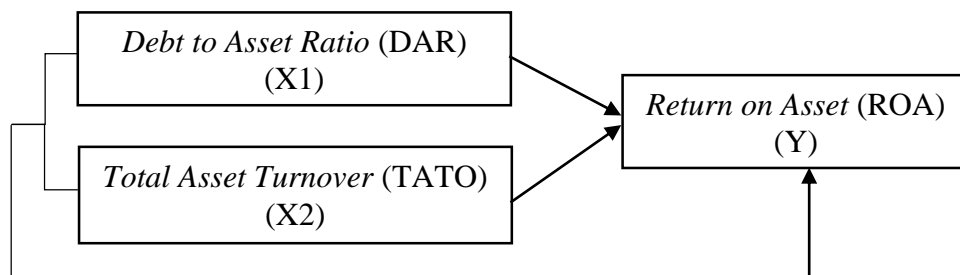 Debt to Asset Ratio (DAR)
(X1)
Return on Asset (ROA)
(Y)
Total Asset Turnover (TATO)
(X2)